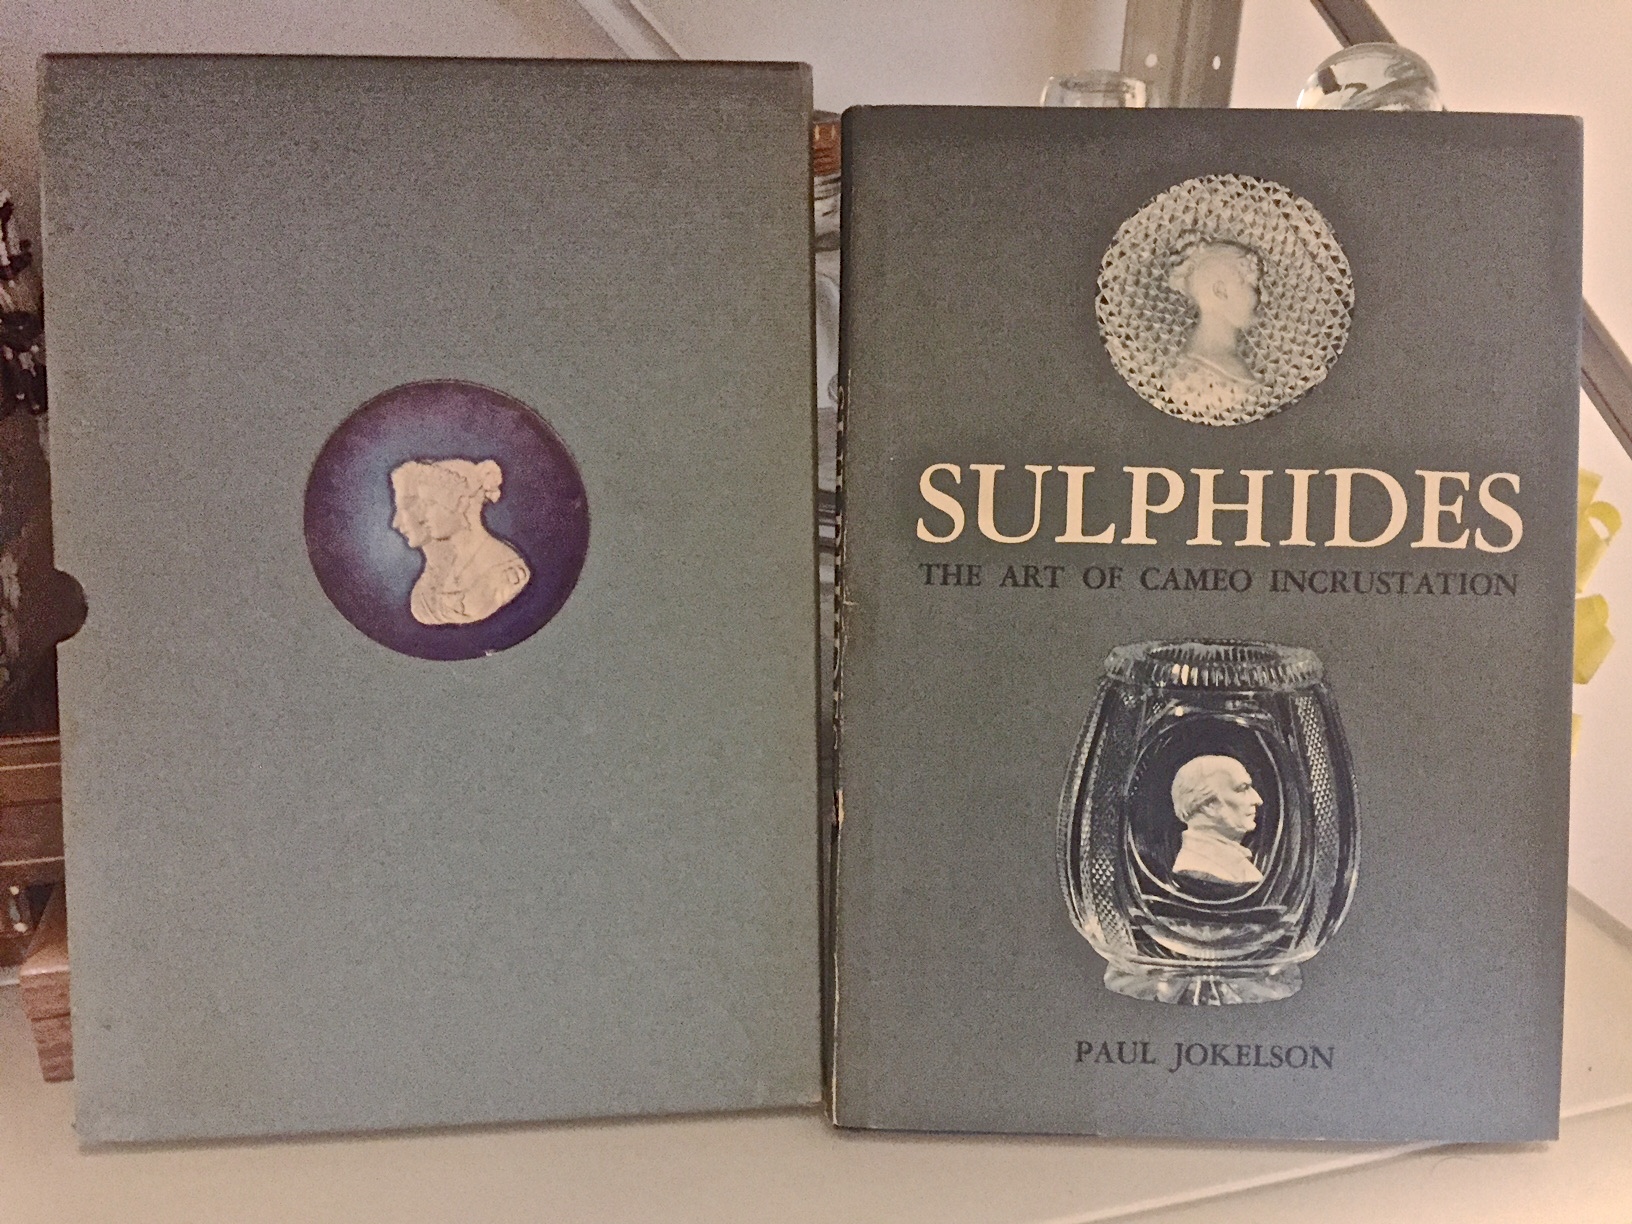 SULPHIDES
THE ART OF CAMEO INCRUSTATION
PAUL JOKELSON